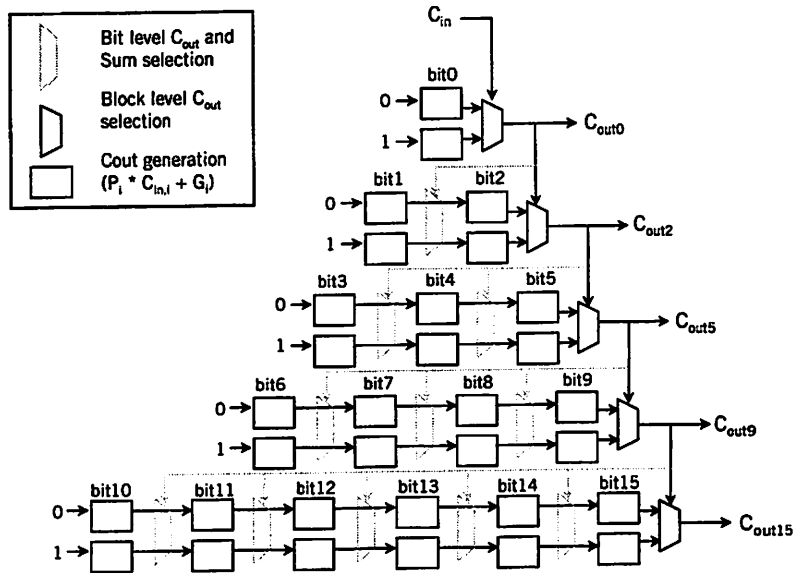 Bit level Cout and
Sum selection
Block level Cout
selection
Cout generation
(Pi * Cin,i + Gi)
Cin
bit0
0
1
Cout0
bit1 bit2
0
1
Cout2
bit3 bit4 bit5
0
1
Cout5
bit6 bit7 bit8 bit9
0
1
Cout9
bit10 bit11 bit12 bit13 bit14 bit15
0
1
Cout15